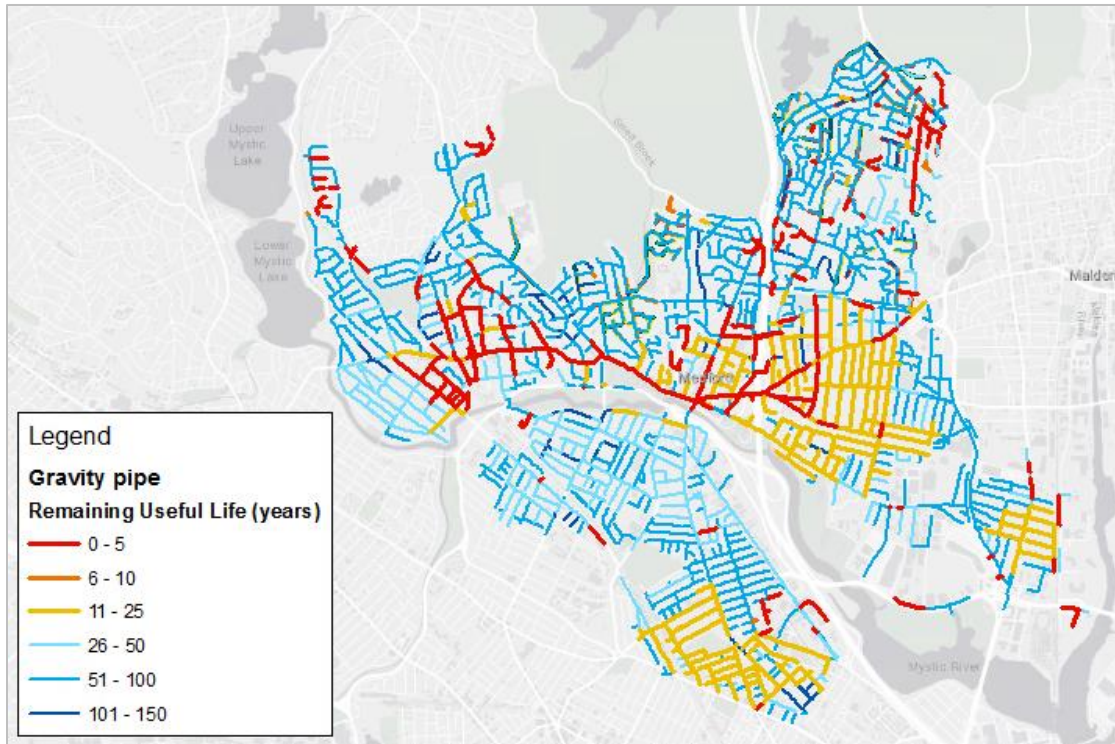 Upper
Mystic
Lake
Lower
Mystic
Lake
Malden
Mystic River
Legend
Gravity pipe
Remaining Useful Life (years)
0 - 5
6 - 10
11 - 25
26 - 50
51 - 100
101 - 150